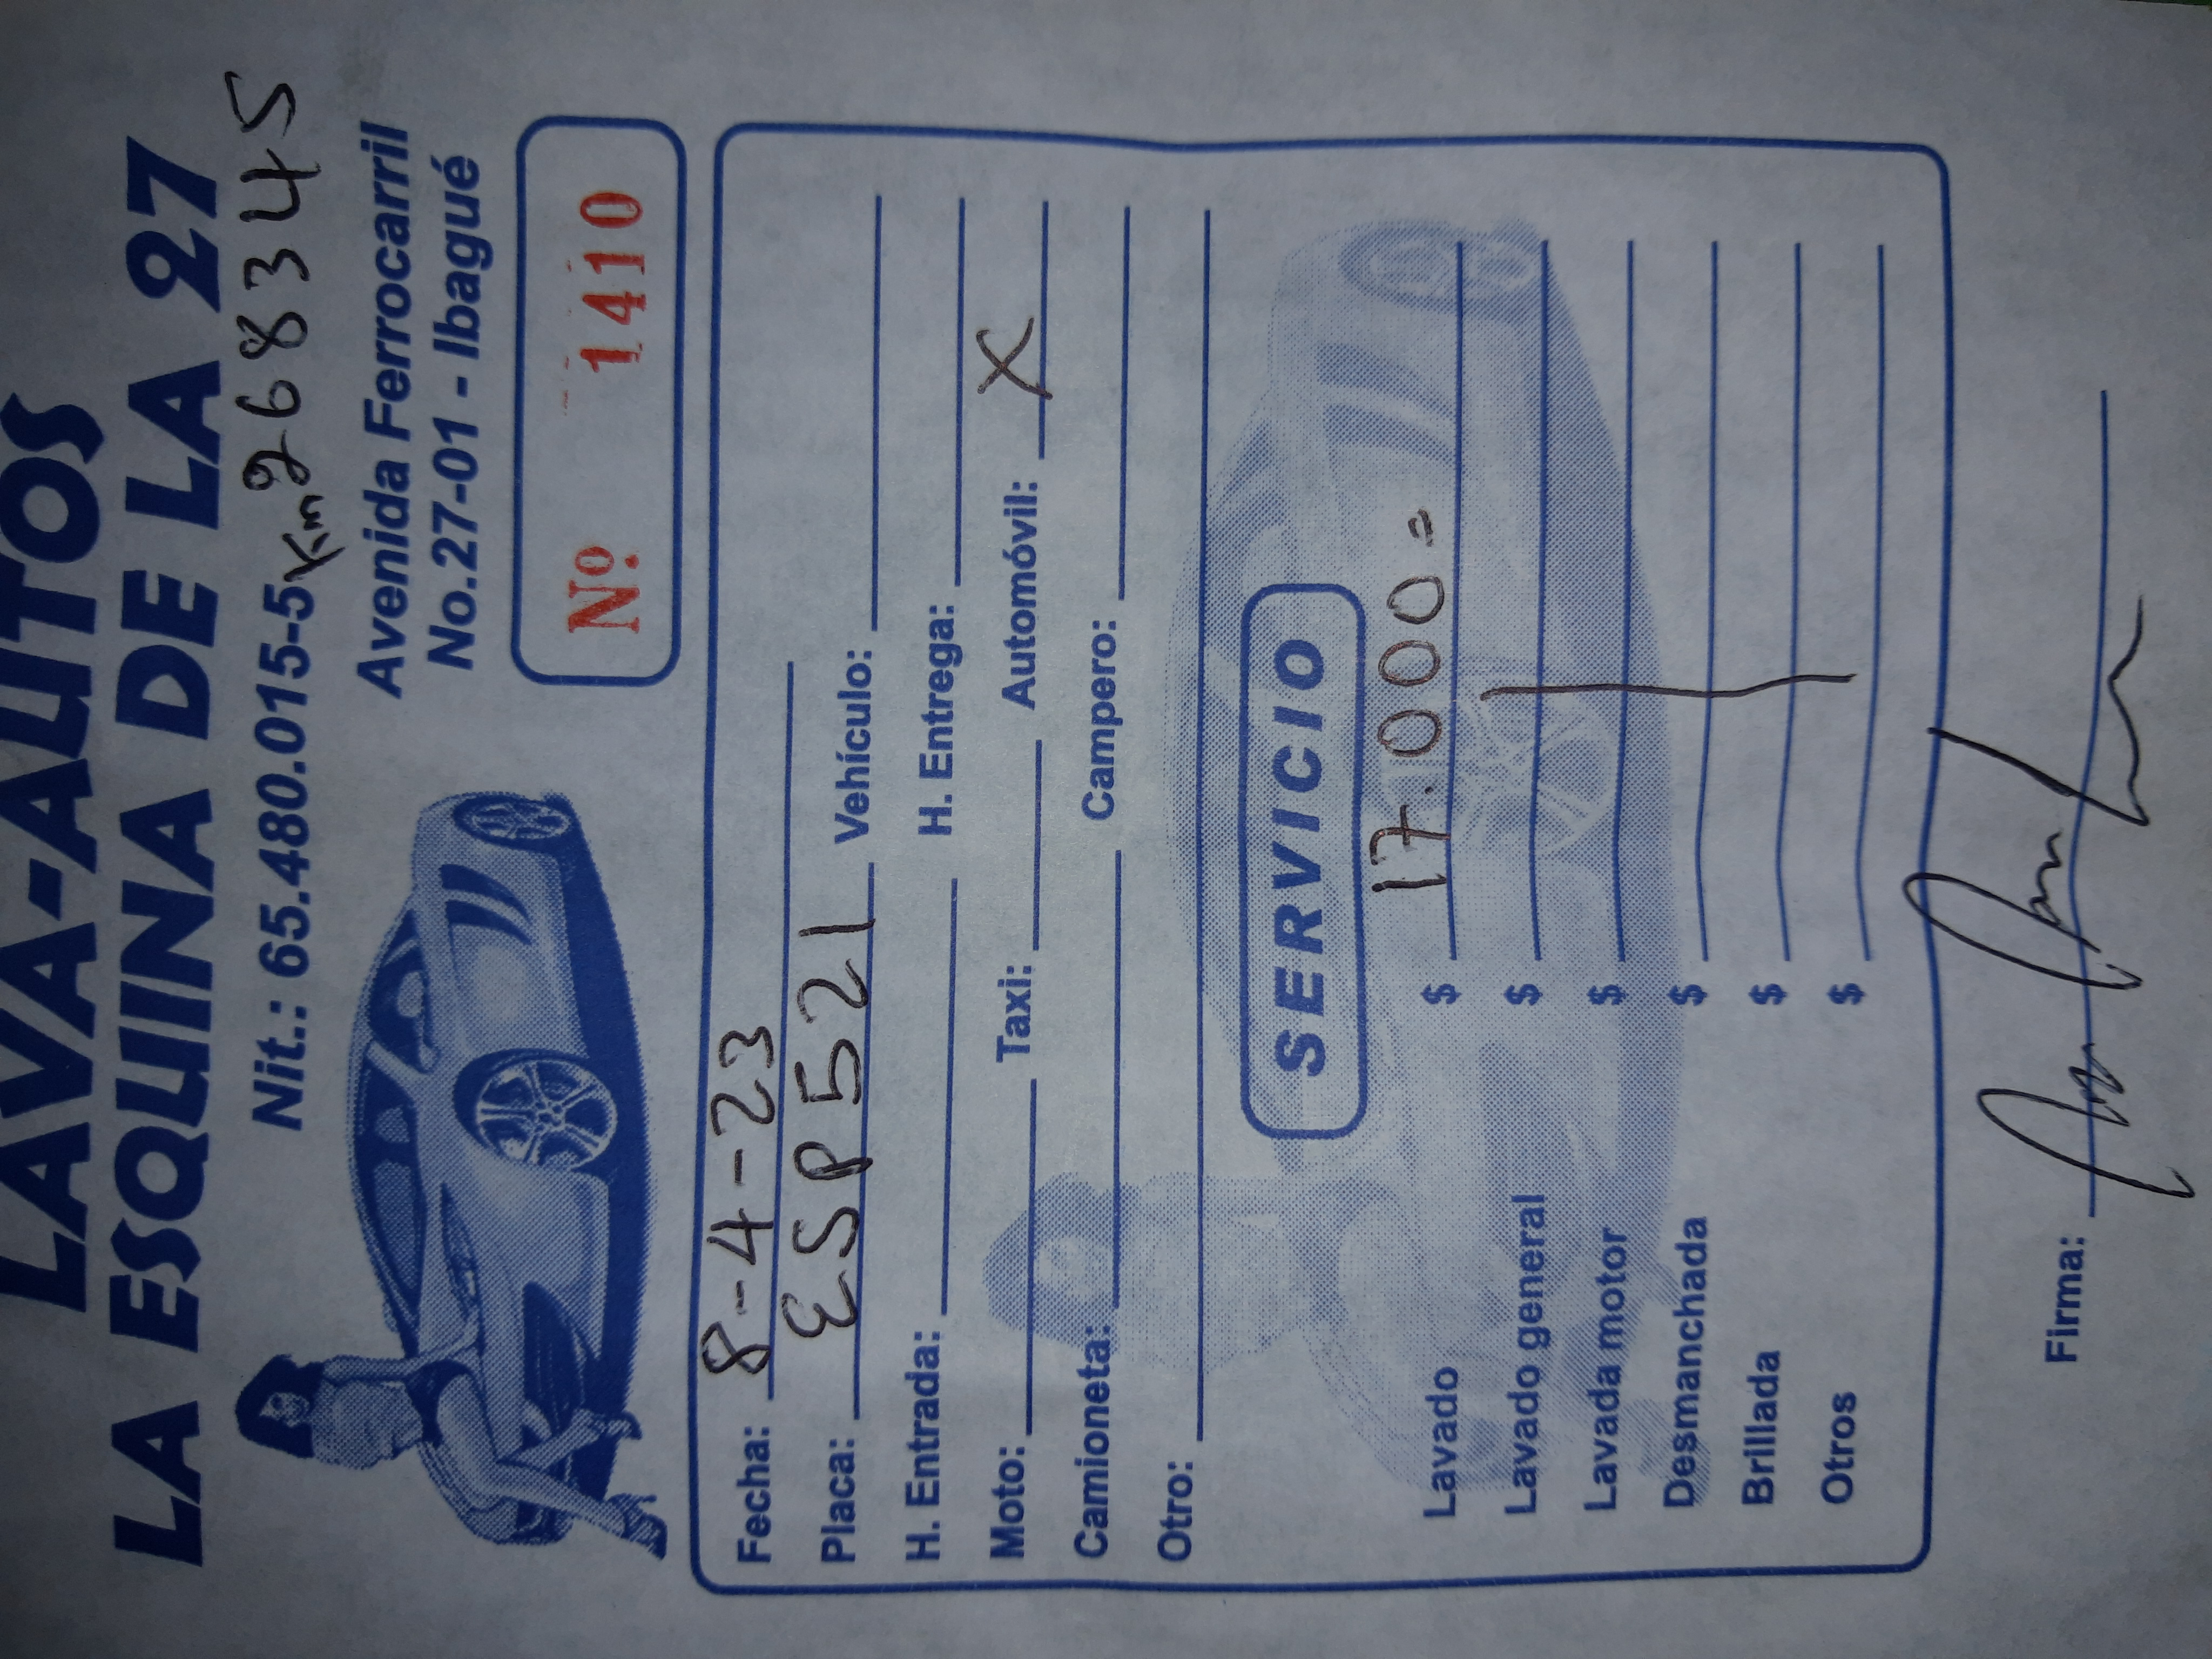 LAVA-AUTOS
LA ESQUINA DE LA 27
Nit.: 65.480.015-5 Km 268345
Avenida Ferrocarril
No.27-01 - Ibagué
Nº 1410
Fecha: 8-4-23
Placa: ESP521 Vehículo:
H. Entrada: H. Entrega:
Moto: Taxi: Automóvil: X
Camioneta: Campero:
Otro:
SERVICIO
Lavado $ 17.000=
Lavado general $
Lavada motor $
Desmanchada $
Brillada $
Otros $
Firma: